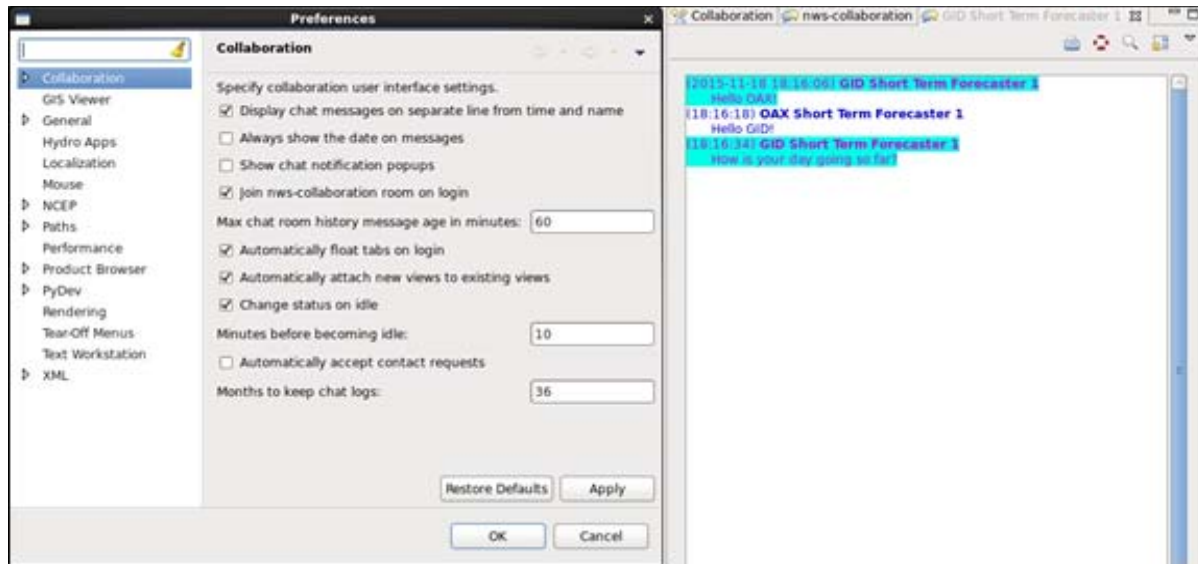 Preferences
Collaboration
GIS Viewer
General
Hydro Apps
Localization
Mouse
NCEP
Paths
Performance
Product Browser
PyDev
Rendering
Tear-Off Menus
Text Workstation
XML
Collaboration
Specify collaboration user interface settings.
Display chat messages on separate line from time and name
Always show the date on messages
Show chat notification popups
Join nws-collaboration room on login
Max chat room history message age in minutes: 60
Automatically float tabs on login
Automatically attach new views to existing views
Change status on idle
Minutes before becoming idle: 10
Automatically accept contact requests
Months to keep chat logs: 36
Restore Defaults Apply
OK Cancel
Collaboration nws-collaboration GID Short Term Forecaster 1
(2015-11-18 18:16:06) GID Short Term Forecaster 1
Hello OAX!
(18:16:18) OAX Short Term Forecaster 1
Hello GID!
(18:16:34) GID Short Term Forecaster 1
How is your day going so far?